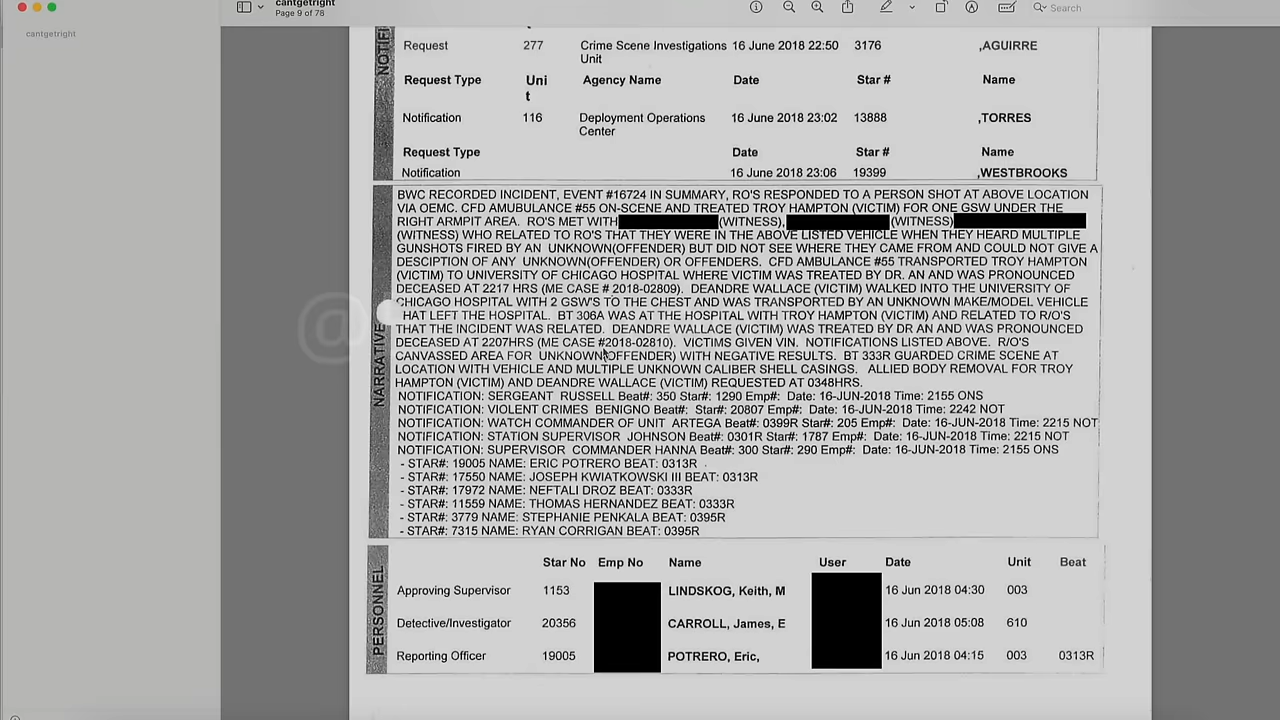 cantgetright
Page 9 of 78
Search
cantgetright
NOTIFI
Request 277 Crime Scene Investigations 16 June 2018 22:50 3176 ,AGUIRRE
Unit
Request Type Uni Agency Name Date Star # Name
t
Notification 116 Deployment Operations 16 June 2018 23:02 13888 ,TORRES
Center
Request Type Date Star # Name
Notification 16 June 2018 23:06 19399 ,WESTBROOKS
NARRATIVE
BWC RECORDED INCIDENT, EVENT #16724 IN SUMMARY, RO'S RESPONDED TO A PERSON SHOT AT ABOVE LOCATION
VIA OEMC. CFD AMUBULANCE #55 ON-SCENE AND TREATED TROY HAMPTON (VICTIM) FOR ONE GSW UNDER THE
RIGHT ARMPIT AREA. RO'S MET WITH (WITNESS), (WITNESS)
(WITNESS) WHO RELATED TO RO'S THAT THEY WERE IN THE ABOVE LISTED VEHICLE WHEN THEY HEARD MULTIPLE
GUNSHOTS FIRED BY AN UNKNOWN(OFFENDER) BUT DID NOT SEE WHERE THEY CAME FROM AND COULD NOT GIVE A
DESCIPTION OF ANY UNKNOWN(OFFENDER) OR OFFENDERS. CFD AMBULANCE #55 TRANSPORTED TROY HAMPTON
(VICTIM) TO UNIVERSITY OF CHICAGO HOSPITAL WHERE VICTIM WAS TREATED BY DR. AN AND WAS PRONOUNCED
DECEASED AT 2217 HRS (ME CASE # 2018-02809). DEANDRE WALLACE (VICTIM) WALKED INTO THE UNIVERSITY OF
CHICAGO HOSPITAL WITH 2 GSW'S TO THE CHEST AND WAS TRANSPORTED BY AN UNKNOWN MAKE/MODEL VEHICLE
HAT LEFT THE HOSPITAL. BT 306A WAS AT THE HOSPITAL WITH TROY HAMPTON (VICTIM) AND RELATED TO R/O'S
THAT THE INCIDENT WAS RELATED. DEANDRE WALLACE (VICTIM) WAS TREATED BY DR AN AND WAS PRONOUNCED
DECEASED AT 2207HRS (ME CASE #2018-02810). VICTIMS GIVEN VIN. NOTIFICATIONS LISTED ABOVE. R/O'S
CANVASSED AREA FOR UNKNOWN(OFFENDER) WITH NEGATIVE RESULTS. BT 333R GUARDED CRIME SCENE AT
LOCATION WITH VEHICLE AND MULTIPLE UNKNOWN CALIBER SHELL CASINGS. ALLIED BODY REMOVAL FOR TROY
HAMPTON (VICTIM) AND DEANDRE WALLACE (VICTIM) REQUESTED AT 0348HRS.
NOTIFICATION: SERGEANT RUSSELL Beat#: 350 Star#: 1290 Emp#: Date: 16-JUN-2018 Time: 2155 ONS
NOTIFICATION: VIOLENT CRIMES BENIGNO Beat#: Star#: 20807 Emp#: Date: 16-JUN-2018 Time: 2242 NOT
NOTIFICATION: WATCH COMMANDER OF UNIT ARTEGA Beat#: 0399R Star#: 205 Emp#: Date: 16-JUN-2018 Time: 2215 NOT
NOTIFICATION: STATION SUPERVISOR JOHNSON Beat#: 0301R Star#: 1787 Emp#: Date: 16-JUN-2018 Time: 2215 NOT
NOTIFICATION: SUPERVISOR COMMANDER HANNA Beat#: 300 Star#: 290 Emp#: Date: 16-JUN-2018 Time: 2155 ONS
- STAR#: 19005 NAME: ERIC POTRERO BEAT: 0313R
- STAR#: 17550 NAME: JOSEPH KWIATKOWSKI III BEAT: 0313R
- STAR#: 17972 NAME: NEFTALI DROZ BEAT: 0333R
- STAR#: 11559 NAME: THOMAS HERNANDEZ BEAT: 0333R
- STAR#: 3779 NAME: STEPHANIE PENKALA BEAT: 0395R
- STAR#: 7315 NAME: RYAN CORRIGAN BEAT: 0395R
PERSONNEL
Star No Emp No Name User Date Unit Beat
Approving Supervisor 1153 LINDSKOG, Keith, M 16 Jun 2018 04:30 003
Detective/Investigator 20356 CARROLL, James, E 16 Jun 2018 05:08 610
Reporting Officer 19005 POTRERO, Eric, 16 Jun 2018 04:15 003 0313R
@